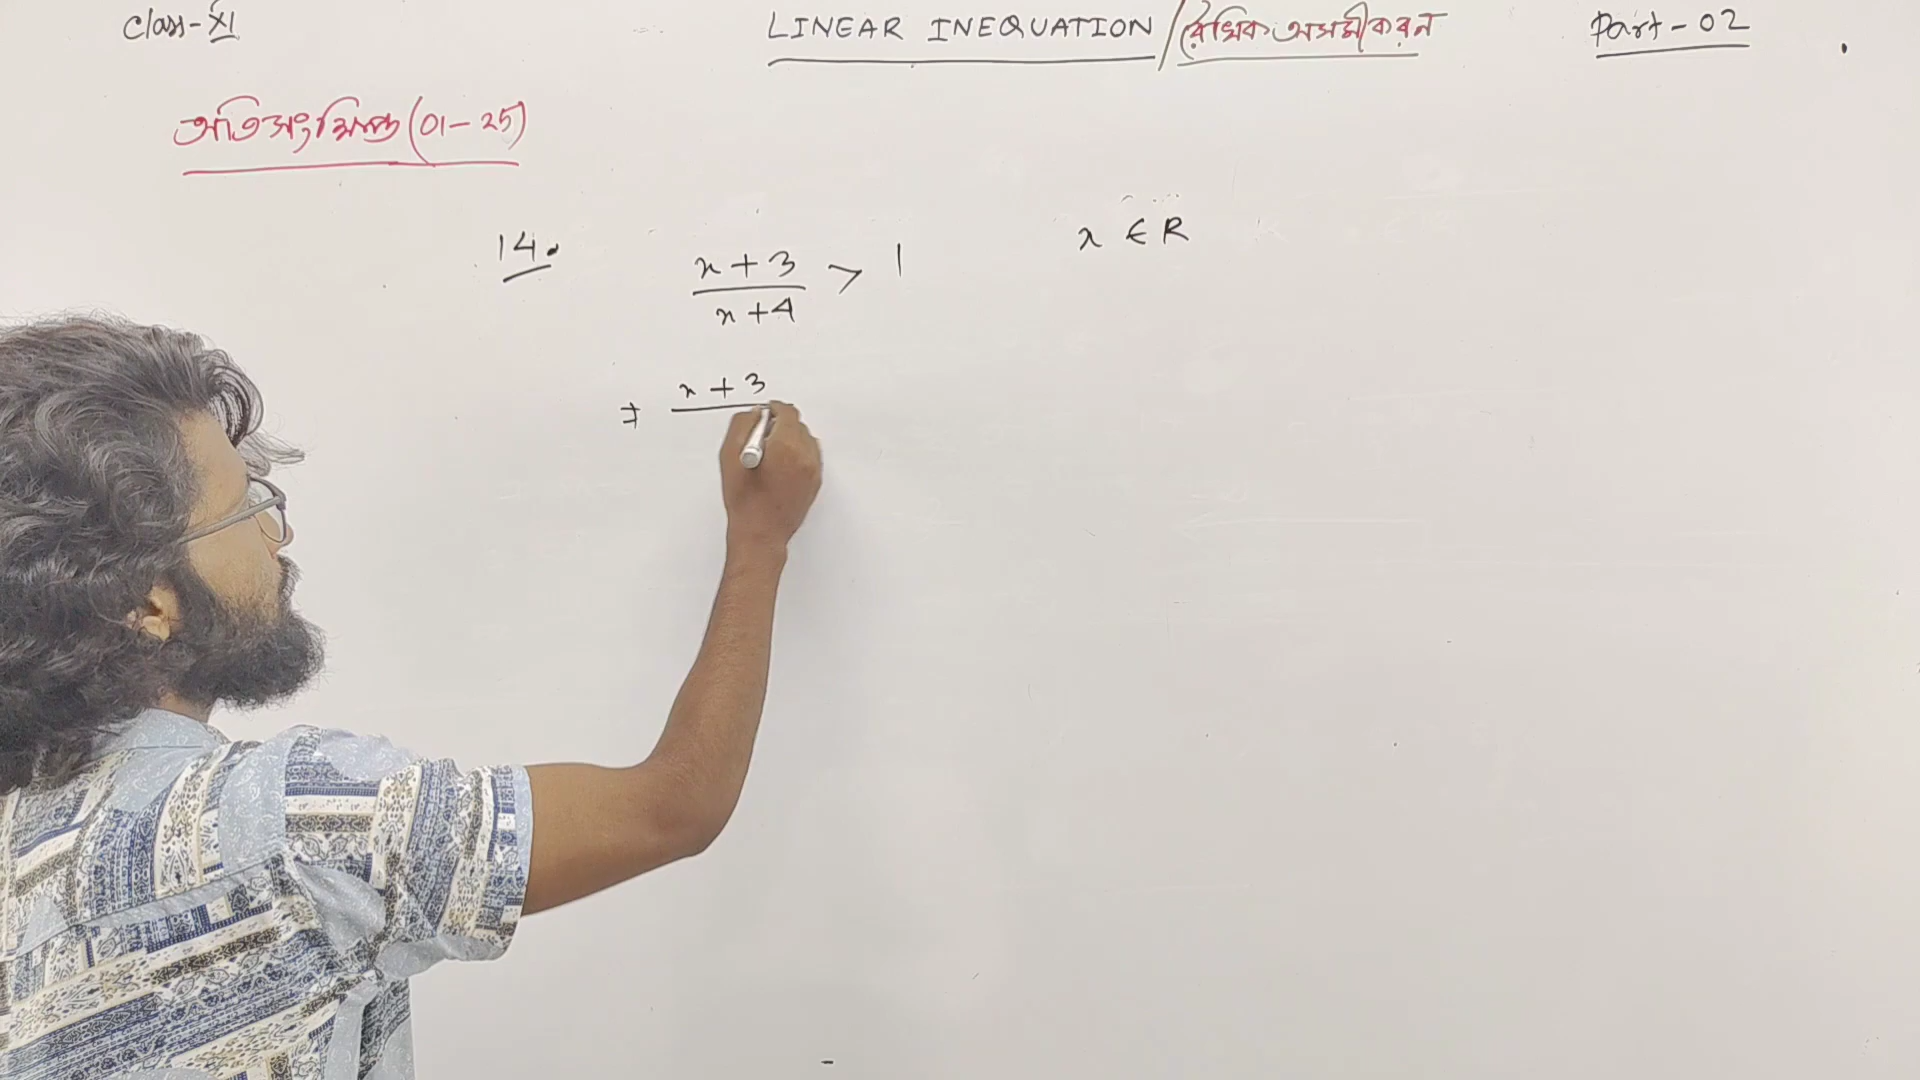 Class-XI
LINEAR INEQUATION/রৈখিক অসমীকরন
Part-02
অতিসংক্ষিপ্ত (01-25)
14.
x+3/x+4 > 1
x ∈ R
⇒ x+3